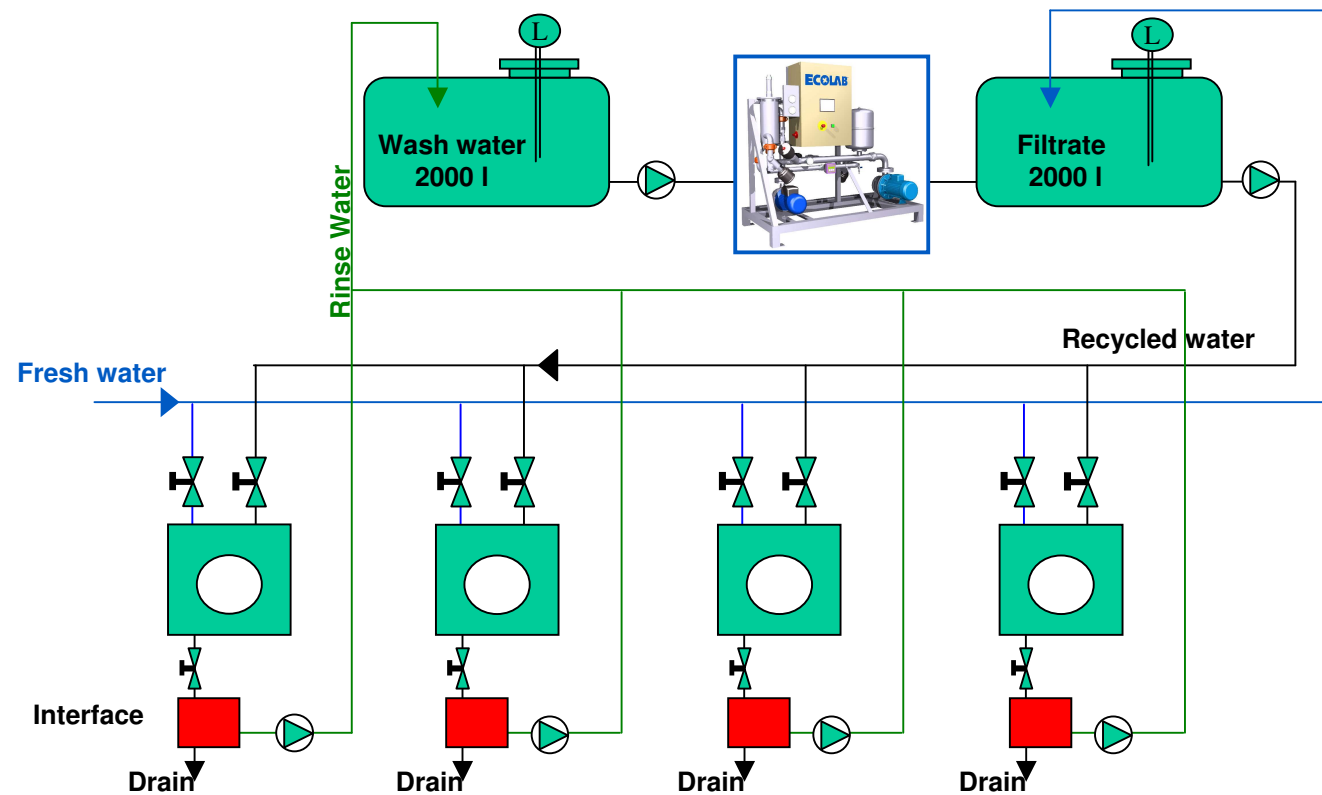 L
L
ECOLAB
Wash water
2000 l
Filtrate
2000 l
Rinse Water
Recycled water
Fresh water
Interface
Drain
Drain
Drain
Drain